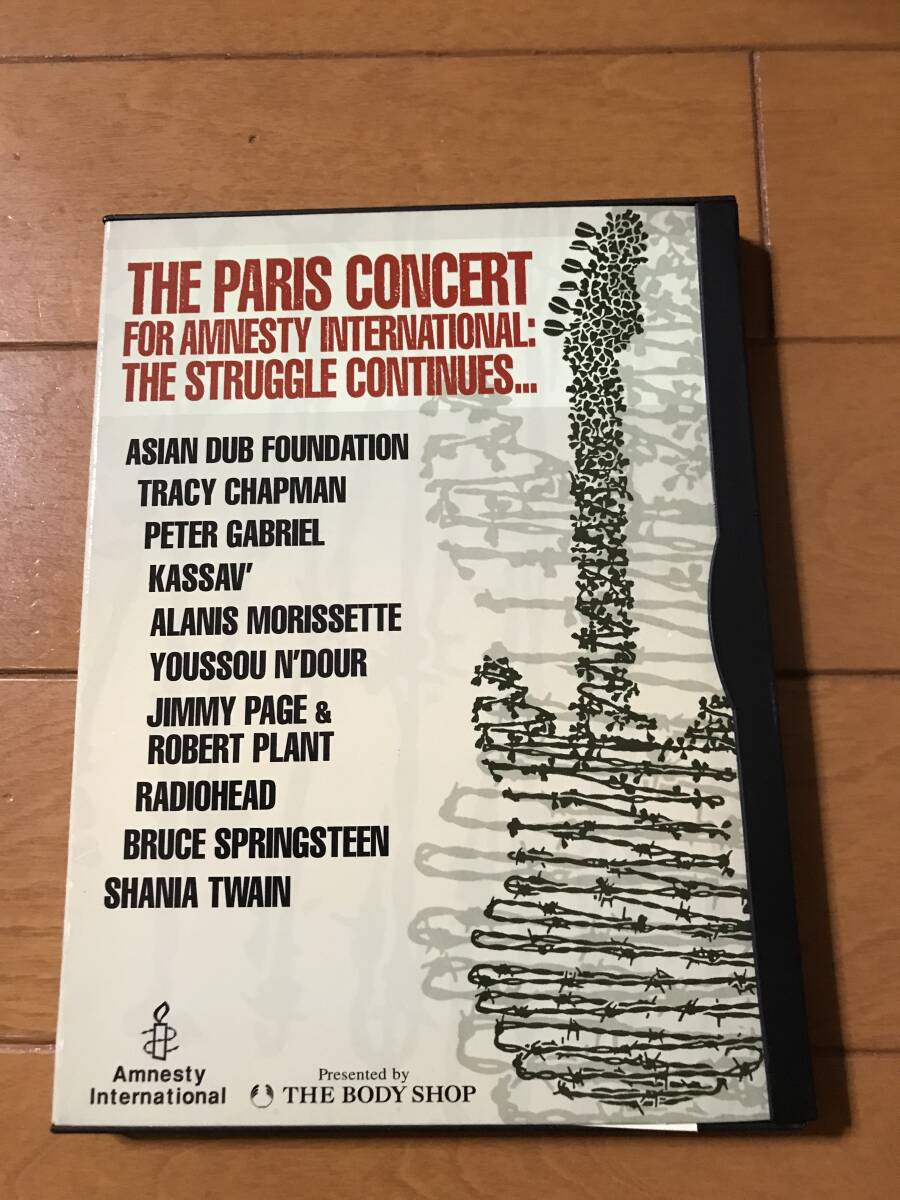 THE PARIS CONCERT
FOR AMNESTY INTERNATIONAL:
THE STRUGGLE CONTINUES...
ASIAN DUB FOUNDATION
TRACY CHAPMAN
PETER GABRIEL
KASSAV'
ALANIS MORISSETTE
YOUSSOU N'DOUR
JIMMY PAGE &
ROBERT PLANT
RADIOHEAD
BRUCE SPRINGSTEEN
SHANIA TWAIN
Amnesty
International
Presented by
THE BODY SHOP